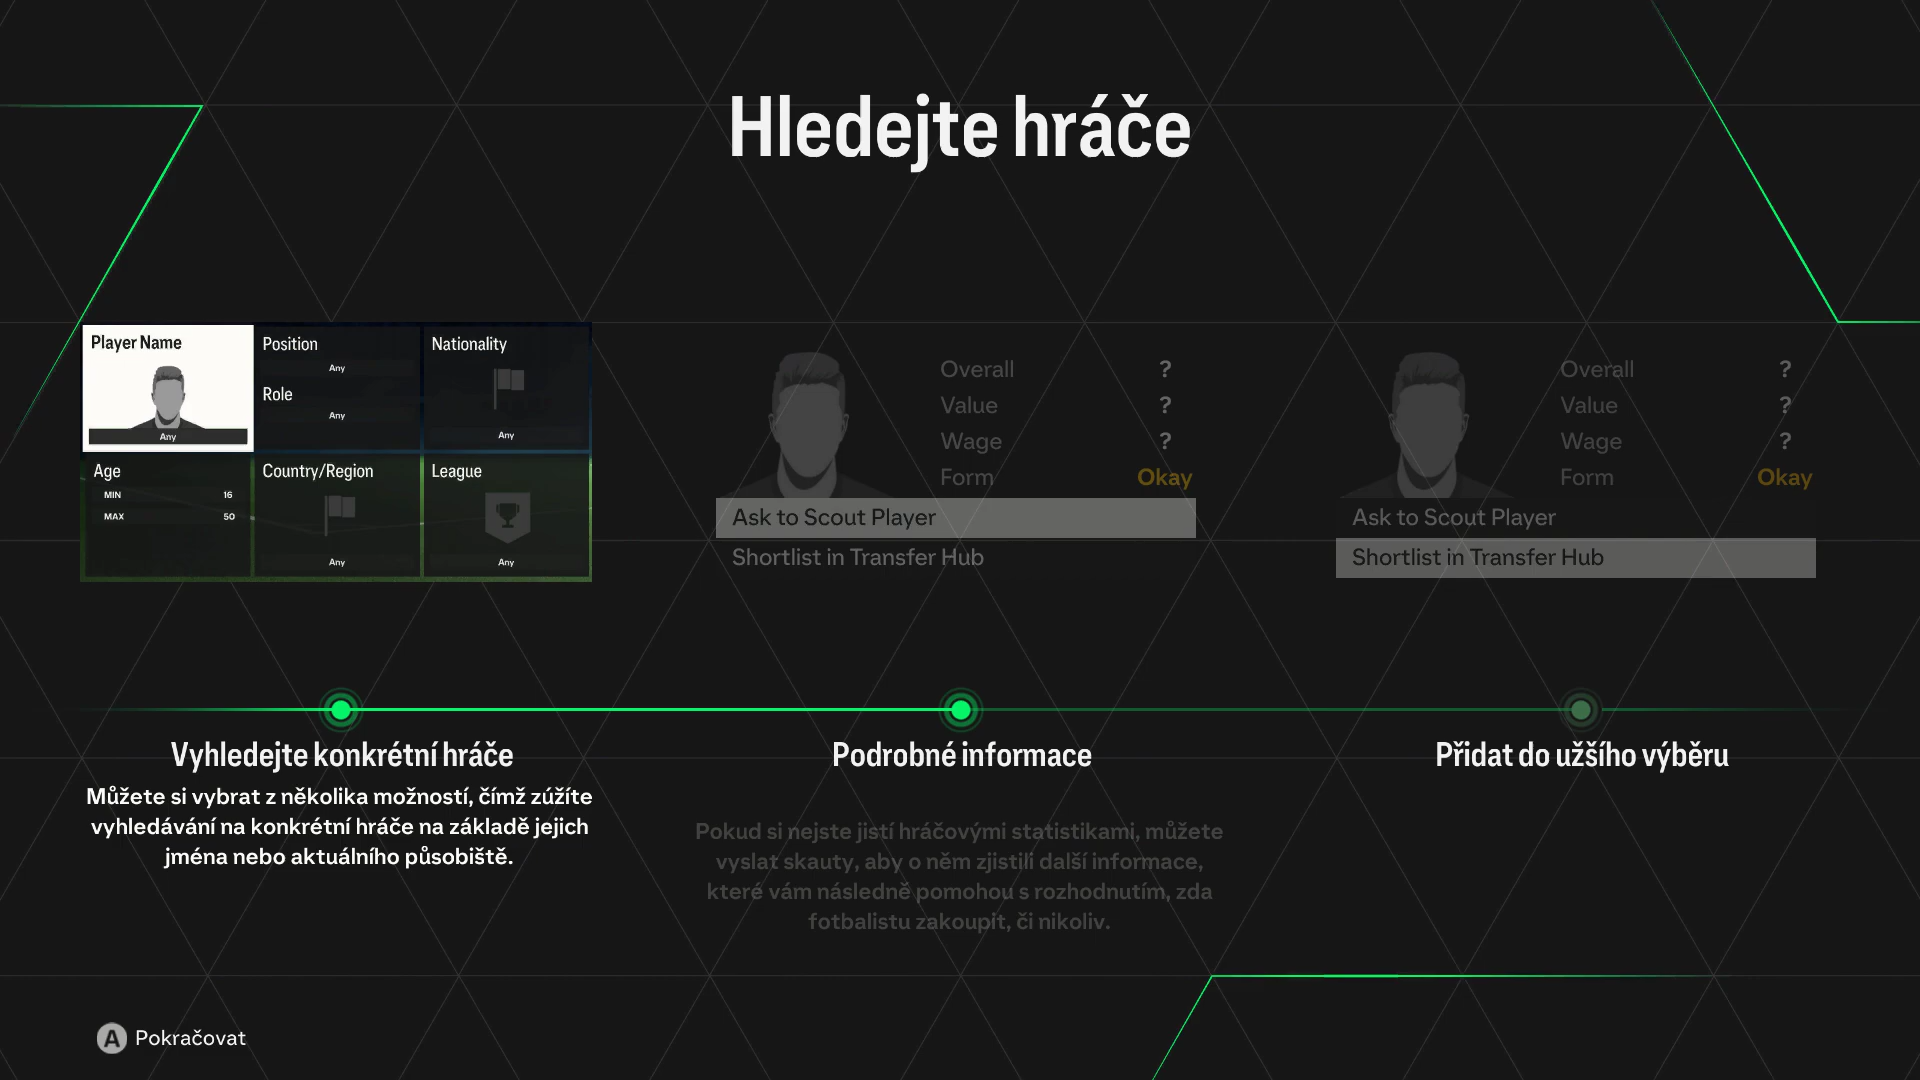 Hledejte hráče
Player Name
Any
Position
Any
Role
Any
Nationality
Any
Age
MIN 16
MAX 50
Country/Region
Any
League
Any
Overall ?
Value ?
Wage ?
Form Okay
Ask to Scout Player
Shortlist in Transfer Hub
Overall ?
Value ?
Wage ?
Form Okay
Ask to Scout Player
Shortlist in Transfer Hub
Vyhledejte konkrétní hráče
Můžete si vybrat z několika možností, čímž zúžíte
vyhledávání na konkrétní hráče na základě jejich
jména nebo aktuálního působiště.
Podrobné informace
Pokud si nejste jistí hráčovými statistikami, můžete
vyslat skauty, aby o něm zjistili další informace,
které vám následně pomohou s rozhodnutím, zda
fotbalistu zakoupit, či nikoliv.
Přidat do užšího výběru
A Pokračovat